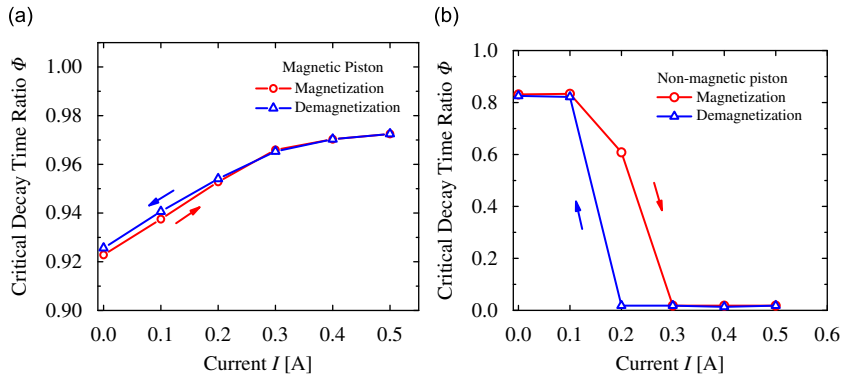 (a)
Critical Decay Time Ratio Φ
1.00
0.98
0.96
0.94
0.92
0.90
Magnetic Piston
Magnetization
Demagnetization
0.0 0.1 0.2 0.3 0.4 0.5
Current I [A]
(b)
Critical Decay Time Ratio Φ
1.0
0.8
0.6
0.4
0.2
0.0
Non-magnetic piston
Magnetization
Demagnetization
0.0 0.1 0.2 0.3 0.4 0.5 0.6
Current I [A]